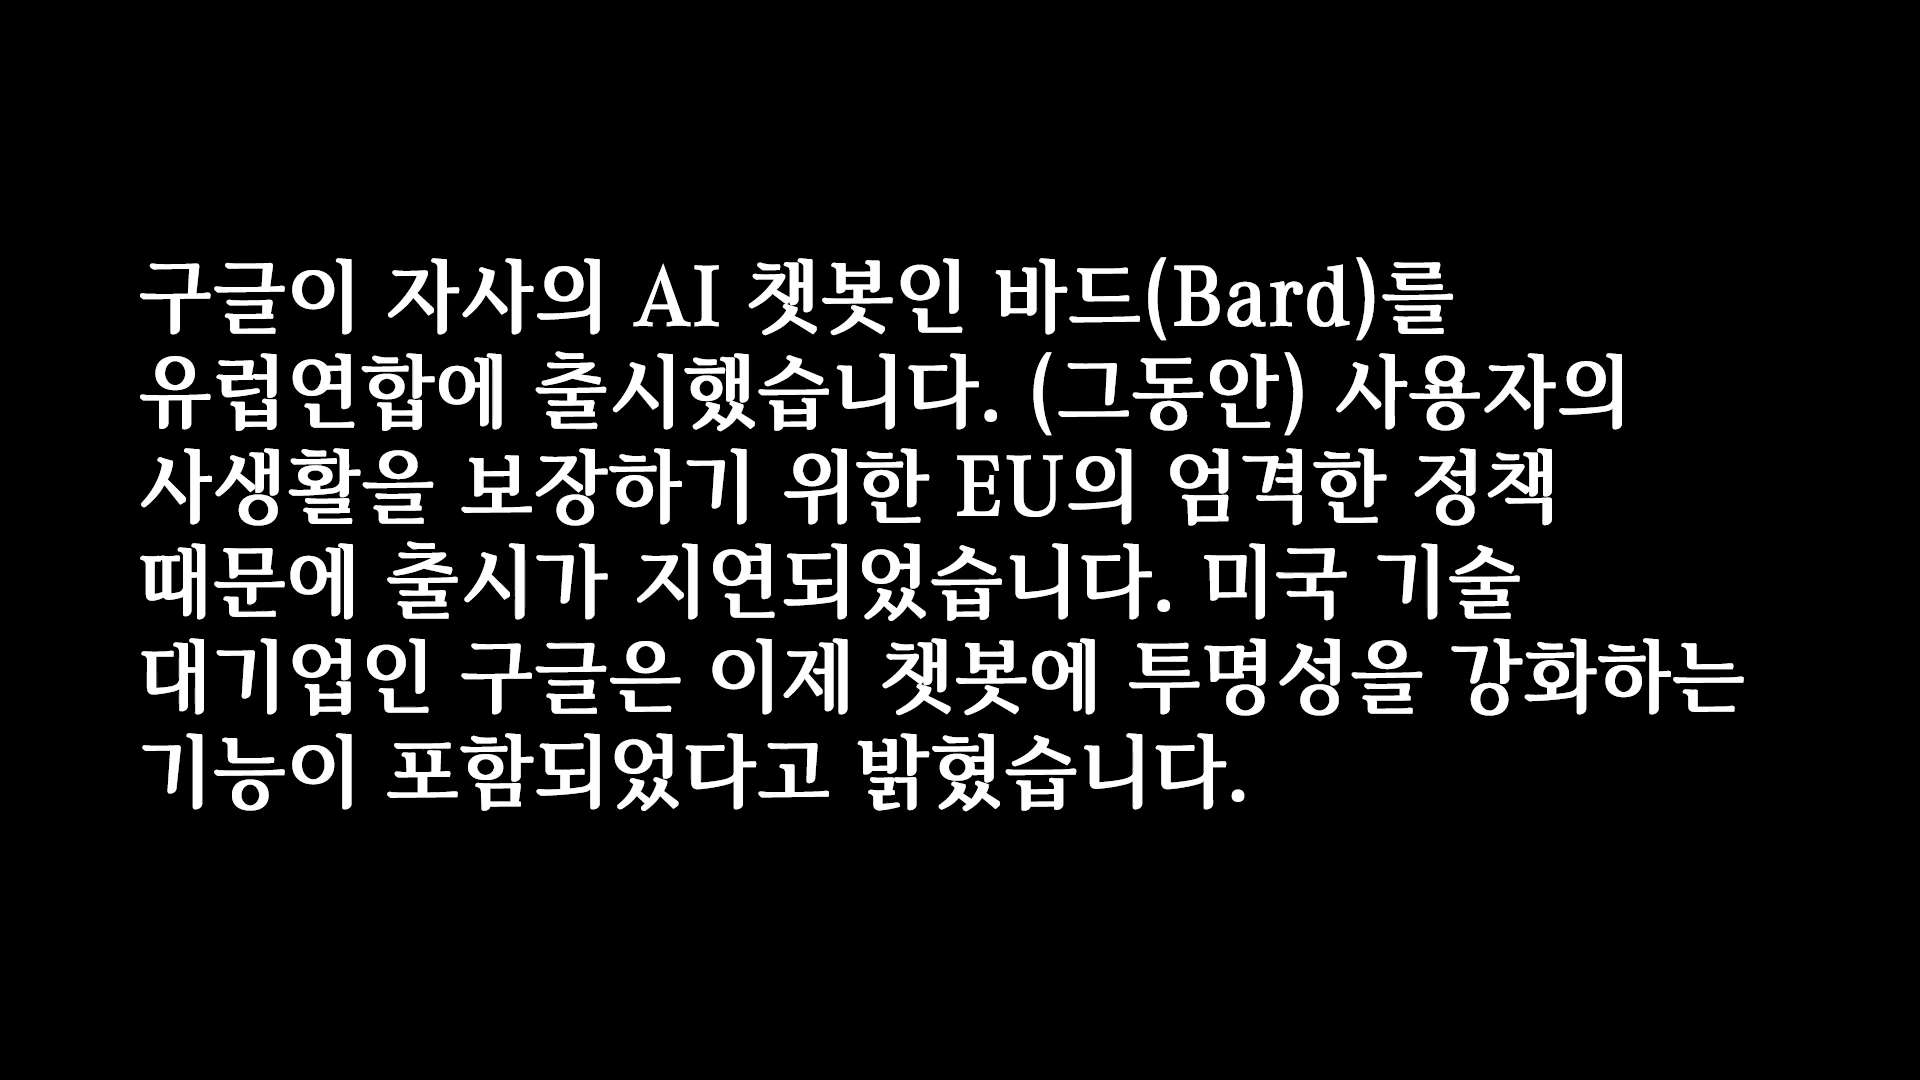 구글이 자사의 AI 챗봇인 바드(Bard)를
유럽연합에 출시했습니다. (그동안) 사용자의
사생활을 보장하기 위한 EU의 엄격한 정책
때문에 출시가 지연되었습니다. 미국 기술
대기업인 구글은 이제 챗봇에 투명성을 강화하는
기능이 포함되었다고 밝혔습니다.